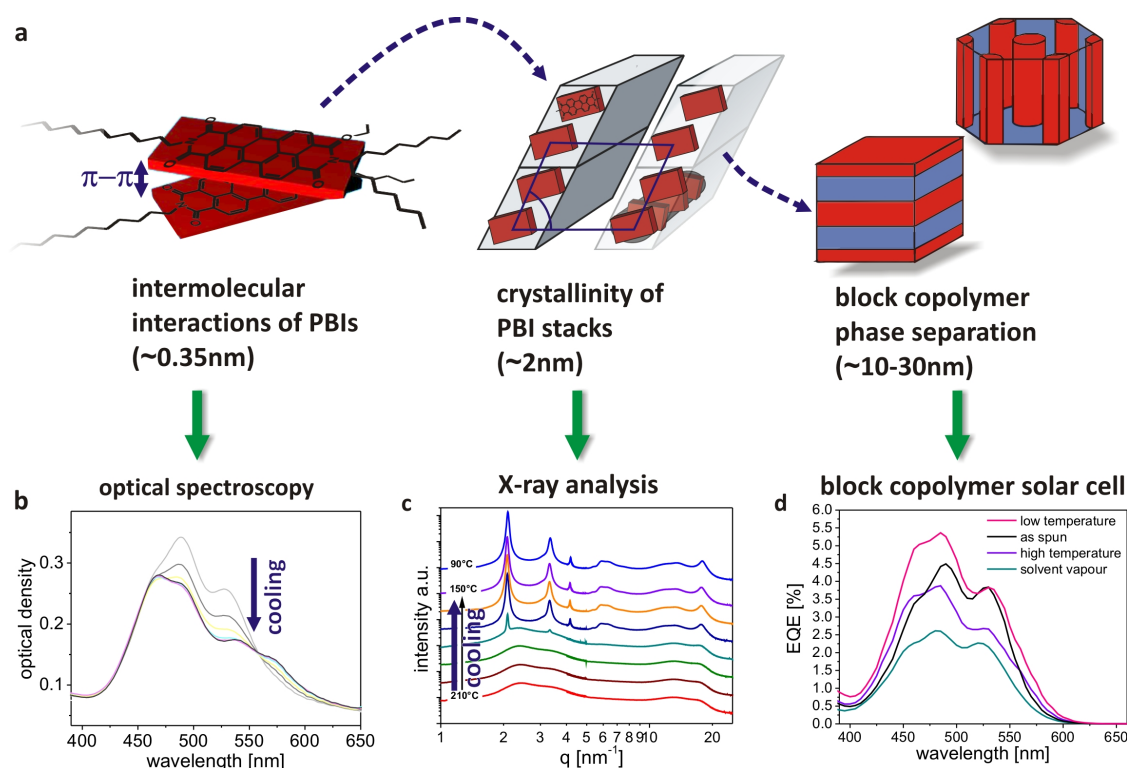 a
π–π
intermolecular
interactions of PBIs
(~0.35nm)
crystallinity of
PBI stacks
(~2nm)
block copolymer
phase separation
(~10-30nm)
b
optical spectroscopy
optical density
0.3
0.2
0.1
cooling
400 450 500 550 600 650
wavelength [nm]
c
X-ray analysis
intensity a.u.
90°C
150°C
210°C
cooling
1 2 3 4 5 6 7 8 9 10 20
q [nm⁻¹]
d
block copolymer solar cell
EQE [%]
6.0
5.5
5.0
4.5
4.0
3.5
3.0
2.5
2.0
1.5
1.0
0.5
0.0
low temperature
as spun
high temperature
solvent vapour
400 450 500 550 600 650
wavelength [nm]